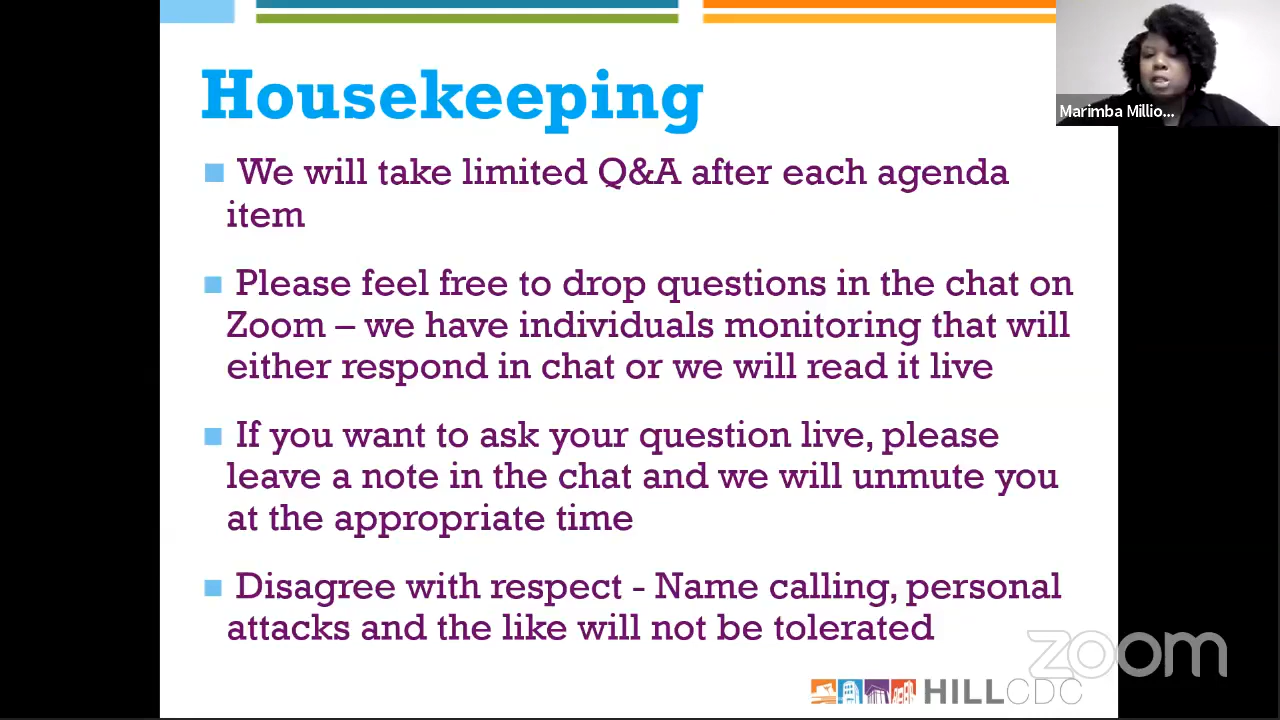 Housekeeping
Marimba Millio...
We will take limited Q&A after each agenda
item
Please feel free to drop questions in the chat on
Zoom – we have individuals monitoring that will
either respond in chat or we will read it live
If you want to ask your question live, please
leave a note in the chat and we will unmute you
at the appropriate time
Disagree with respect - Name calling, personal
attacks and the like will not be tolerated
zoom
HILLCDC